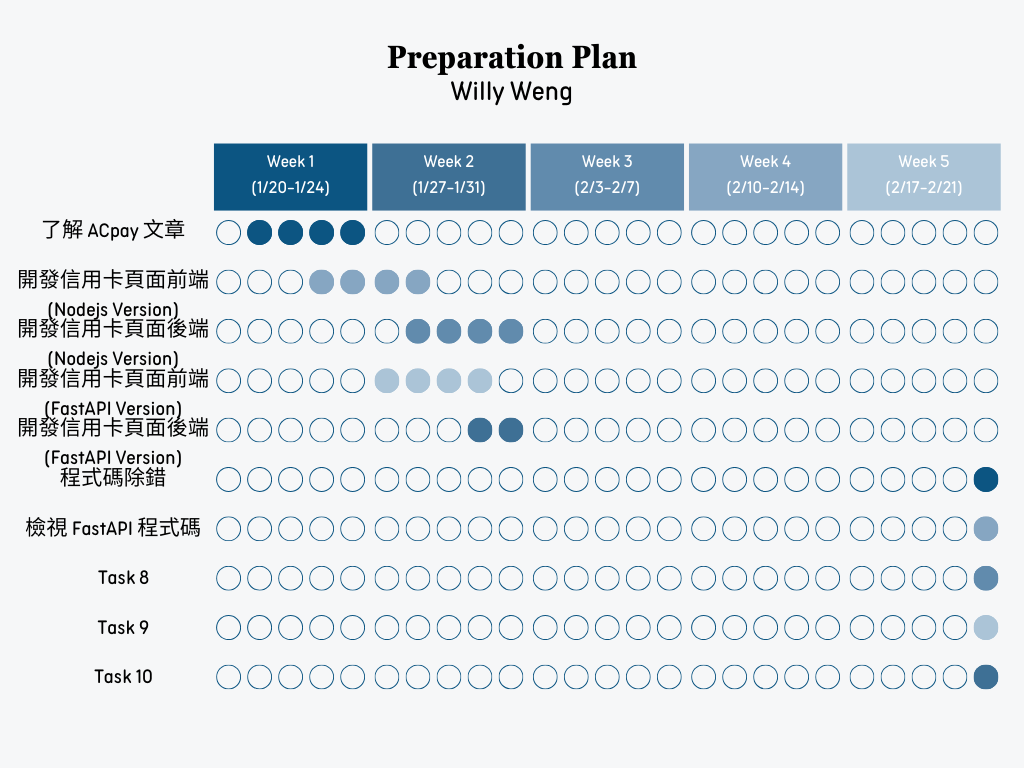 Preparation Plan
Willy Weng
Week 1
(1/20-1/24)
Week 2
(1/27-1/31)
Week 3
(2/3-2/7)
Week 4
(2/10-2/14)
Week 5
(2/17-2/21)
了解 ACpay 文章
開發信用卡頁面前端
(Nodejs Version)
開發信用卡頁面後端
(Nodejs Version)
開發信用卡頁面前端
(FastAPI Version)
開發信用卡頁面後端
(FastAPI Version)
程式碼除錯
檢視 FastAPI 程式碼
Task 8
Task 9
Task 10